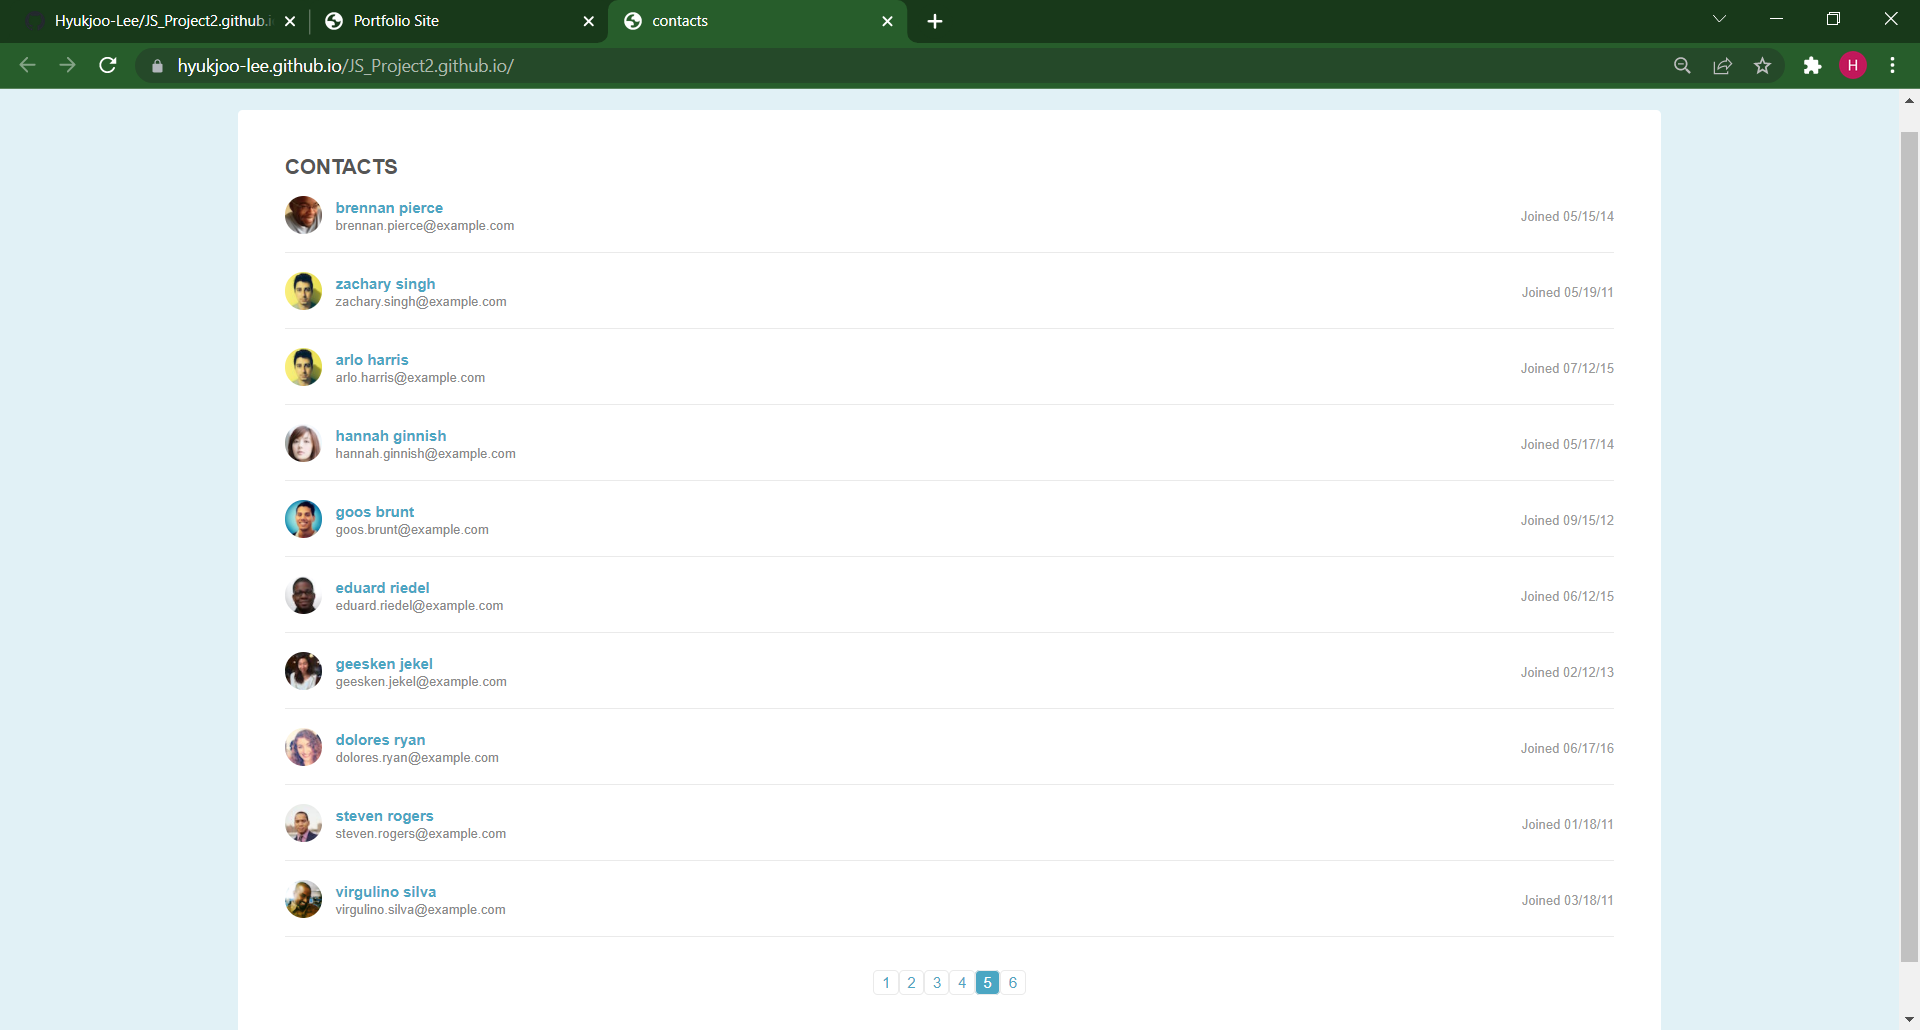 Hyukjoo-Lee/JS_Project2.github.i
Portfolio Site
contacts
hyukjoo-lee.github.io/JS_Project2.github.io/
H
CONTACTS
brennan pierce
brennan.pierce@example.com
Joined 05/15/14
zachary singh
zachary.singh@example.com
Joined 05/19/11
arlo harris
arlo.harris@example.com
Joined 07/12/15
hannah ginnish
hannah.ginnish@example.com
Joined 05/17/14
goos brunt
goos.brunt@example.com
Joined 09/15/12
eduard riedel
eduard.riedel@example.com
Joined 06/12/15
geesken jekel
geesken.jekel@example.com
Joined 02/12/13
dolores ryan
dolores.ryan@example.com
Joined 06/17/16
steven rogers
steven.rogers@example.com
Joined 01/18/11
virgulino silva
virgulino.silva@example.com
Joined 03/18/11
1 2 3 4 5 6